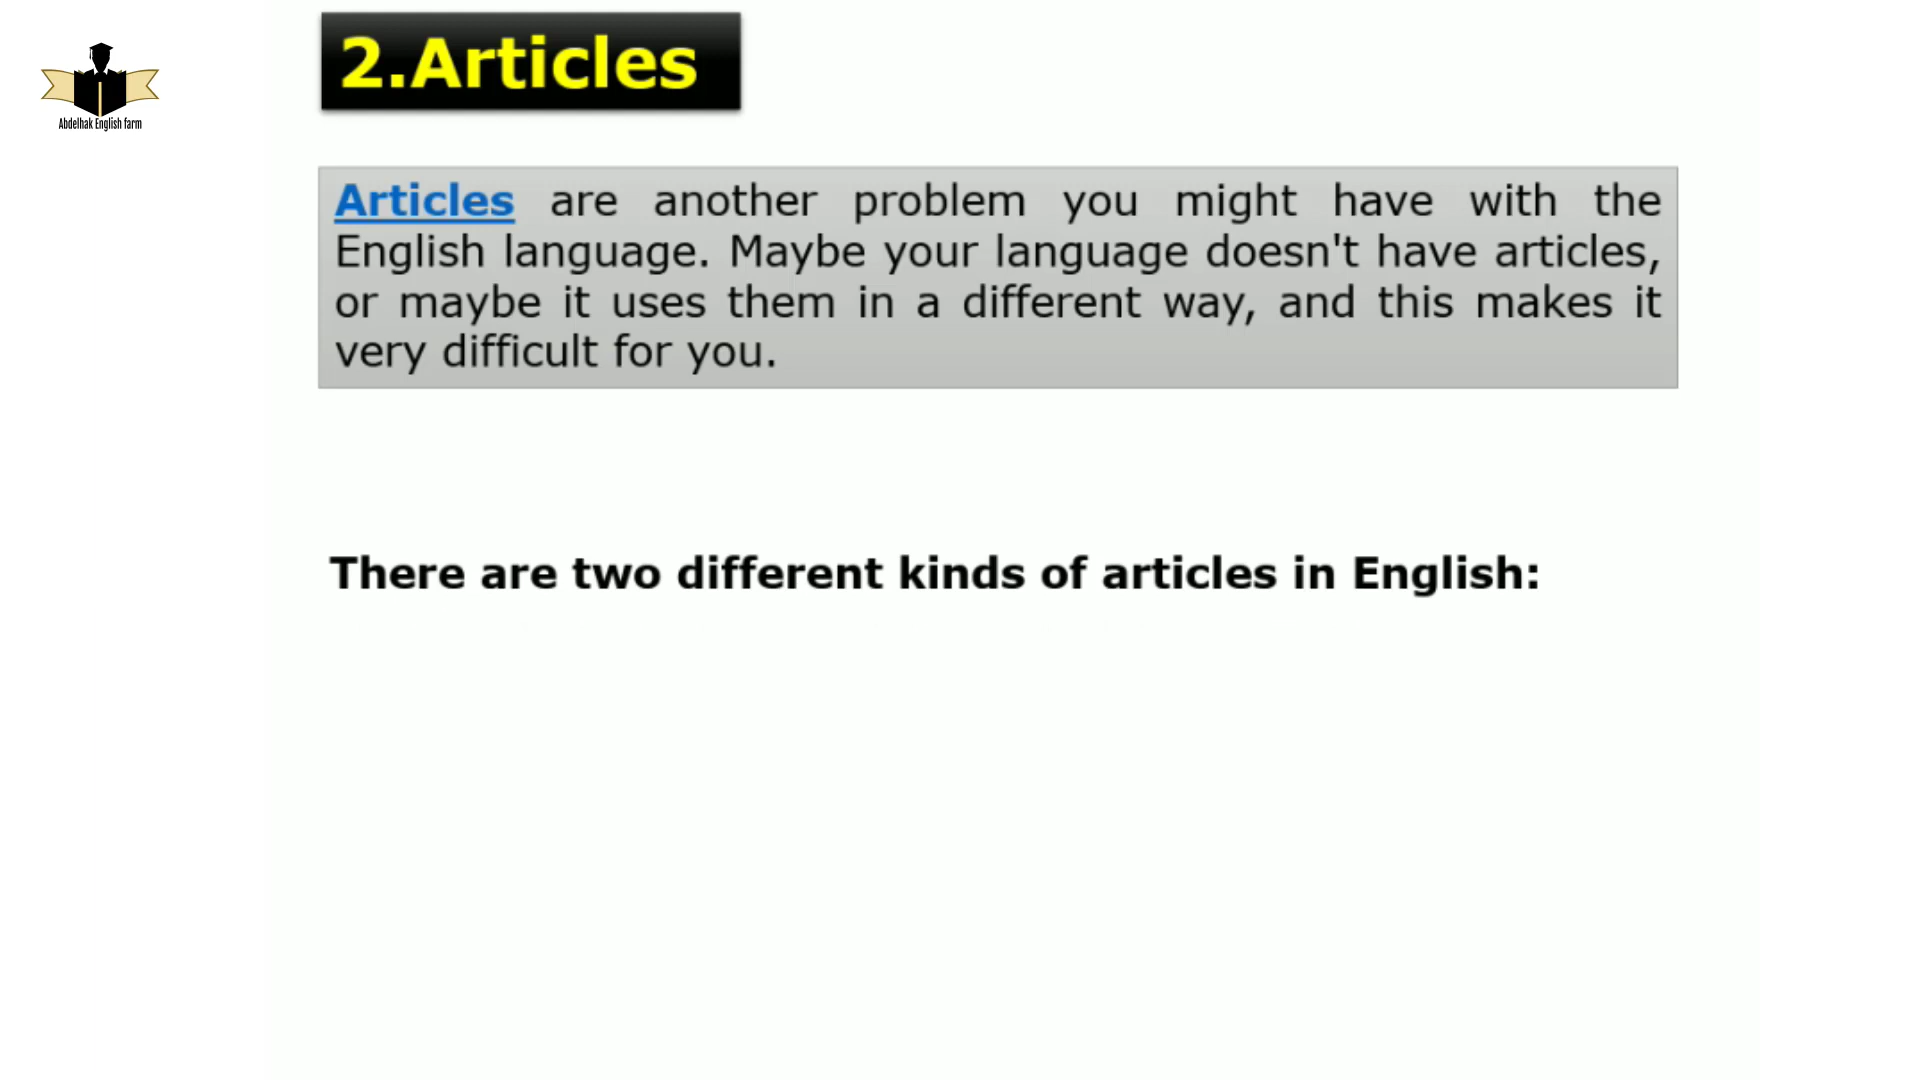 2.Articles
Abdelhak English farm
Articles are another problem you might have with the
English language. Maybe your language doesn't have articles,
or maybe it uses them in a different way, and this makes it
very difficult for you.
There are two different kinds of articles in English: